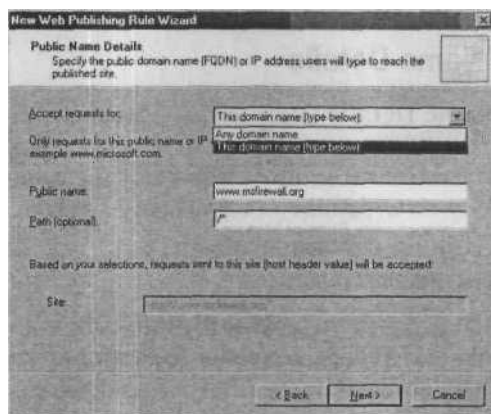 New Web Publishing Rule Wizard
Public Name Details
Specify the public domain name (FQDN) or IP address users will type to reach the
published site.
Accept requests for:
This domain name (type below):
Any domain name
This domain name (type below):
Only requests for this public name or IP
example www.microsoft.com.
Public name:
www.msfirewall.org
Path (optional):
/*
Based on your selections, requests sent to this site (host header value) will be accepted:
Site:
< Back
Next >
Cancel